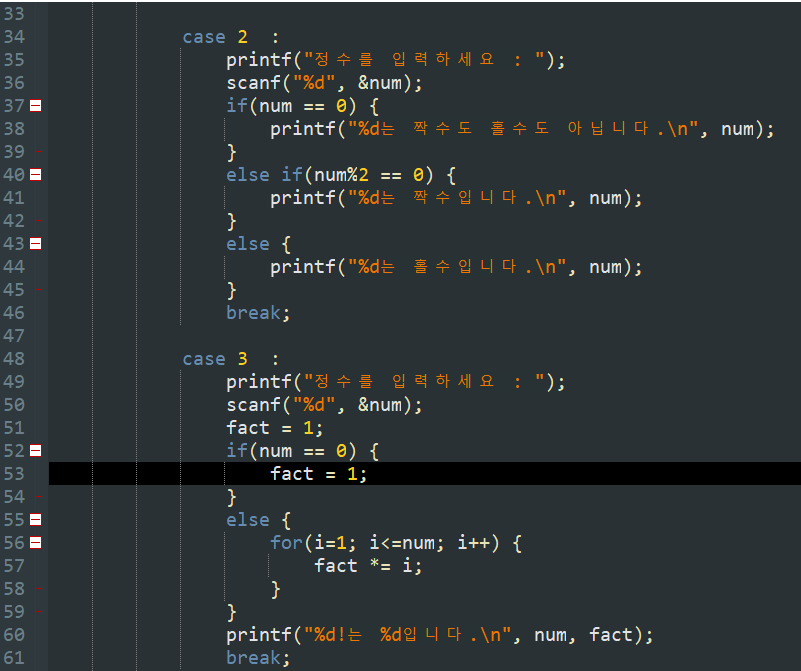 33
34 case 2 :
35 printf("정수를 입력하세요 : ");
36 scanf("%d", &num);
37 if(num == 0) {
38 printf("%d는 짝수도 홀수도 아닙니다.\n", num);
39 }
40 else if(num%2 == 0) {
41 printf("%d는 짝수입니다.\n", num);
42 }
43 else {
44 printf("%d는 홀수입니다.\n", num);
45 }
46 break;
47
48 case 3 :
49 printf("정수를 입력하세요 : ");
50 scanf("%d", &num);
51 fact = 1;
52 if(num == 0) {
53 fact = 1;
54 }
55 else {
56 for(i=1; i<=num; i++) {
57 fact *= i;
58 }
59 }
60 printf("%d!는 %d입니다.\n", num, fact);
61 break;